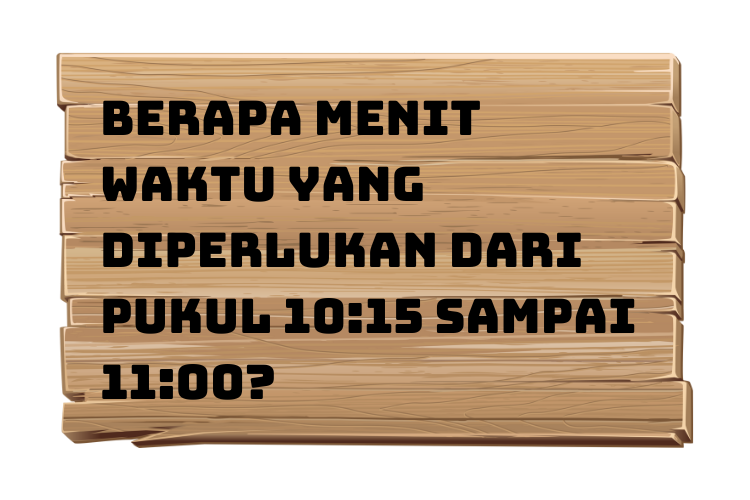 BERAPA MENIT
WAKTU YANG
DIPERLUKAN DARI
PUKUL 10:15 SAMPAI
11:00?